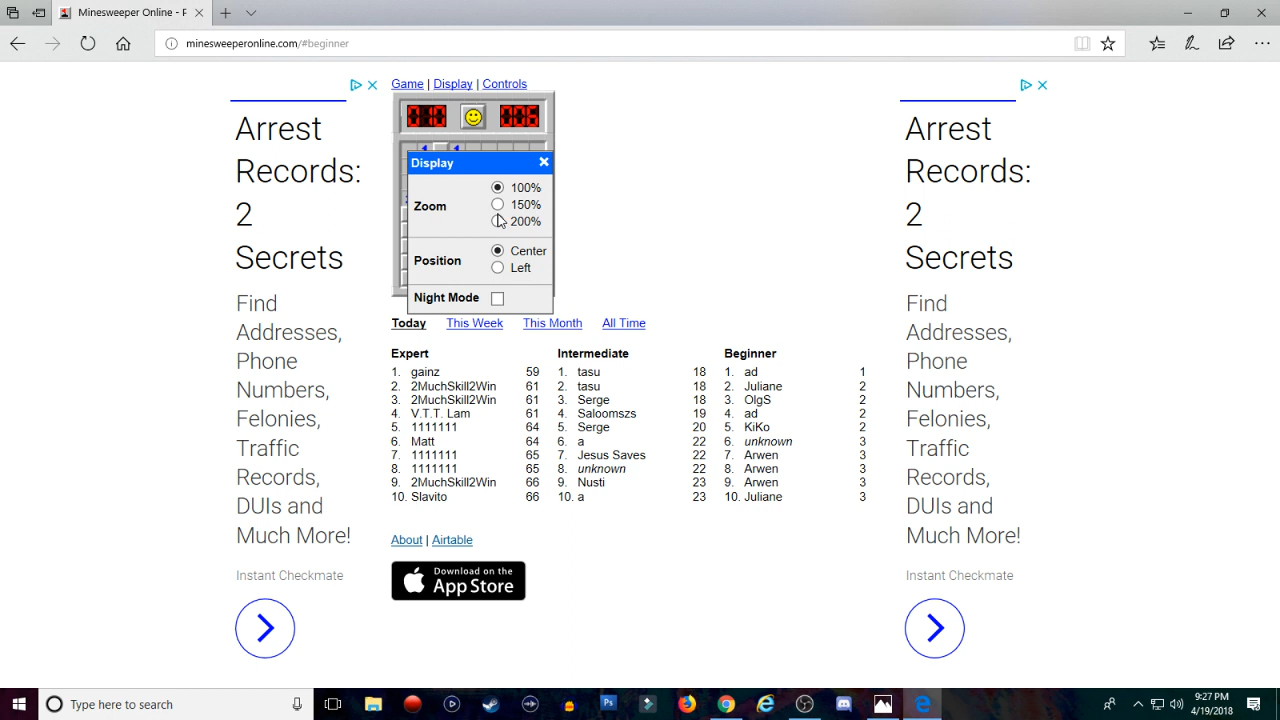 Minesweeper Online - P
minesweeperonline.com/#beginner
Game | Display | Controls
010 006
Display
Zoom
100%
150%
200%
Position
Center
Left
Night Mode
Arrest
Records:
2
Secrets
Find
Addresses,
Phone
Numbers,
Felonies,
Traffic
Records,
DUIs and
Much More!
Instant Checkmate
Today This Week This Month All Time
Expert Intermediate Beginner
1. gainz 59 1. tasu 18 1. ad 1
2. 2MuchSkill2Win 61 2. tasu 18 2. Juliane 2
3. 2MuchSkill2Win 61 3. Serge 18 3. OlgS 2
4. V.T.T. Lam 61 4. Saloomszs 19 4. ad 2
5. 1111111 64 5. Serge 20 5. KiKo 2
6. Matt 64 6. a 22 6. unknown 3
7. 1111111 65 7. Jesus Saves 22 7. Arwen 3
8. 1111111 65 8. unknown 22 8. Arwen 3
9. 2MuchSkill2Win 66 9. Nusti 23 9. Arwen 3
10. Slavito 66 10. a 23 10. Juliane 3
About | Airtable
Download on the
App Store
Arrest
Records:
2
Secrets
Find
Addresses,
Phone
Numbers,
Felonies,
Traffic
Records,
DUIs and
Much More!
Instant Checkmate
Type here to search
Ps
9:27 PM
4/19/2018